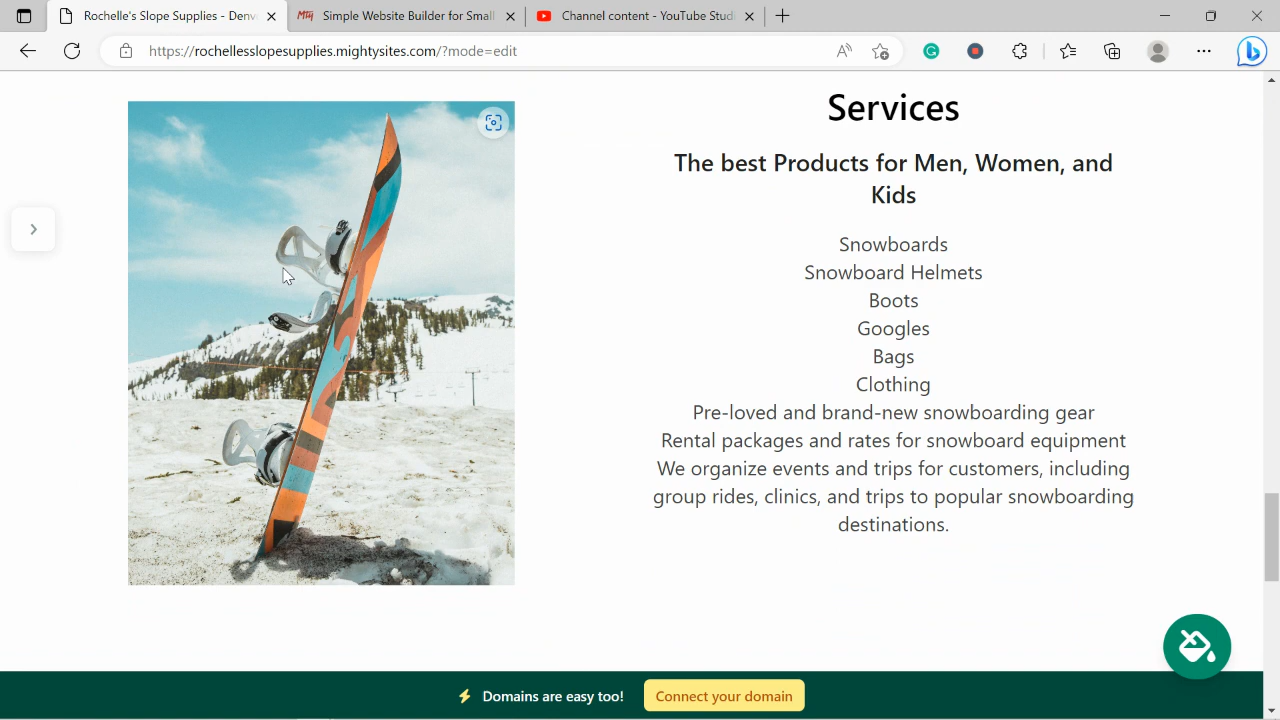 Rochelle's Slope Supplies - Denv
Simple Website Builder for Small
Channel content - YouTube Studi
https://rochellesslopesupplies.mightysites.com/?mode=edit
Services
The best Products for Men, Women, and
Kids
Snowboards
Snowboard Helmets
Boots
Googles
Bags
Clothing
Pre-loved and brand-new snowboarding gear
Rental packages and rates for snowboard equipment
We organize events and trips for customers, including
group rides, clinics, and trips to popular snowboarding
destinations.
Domains are easy too!
Connect your domain